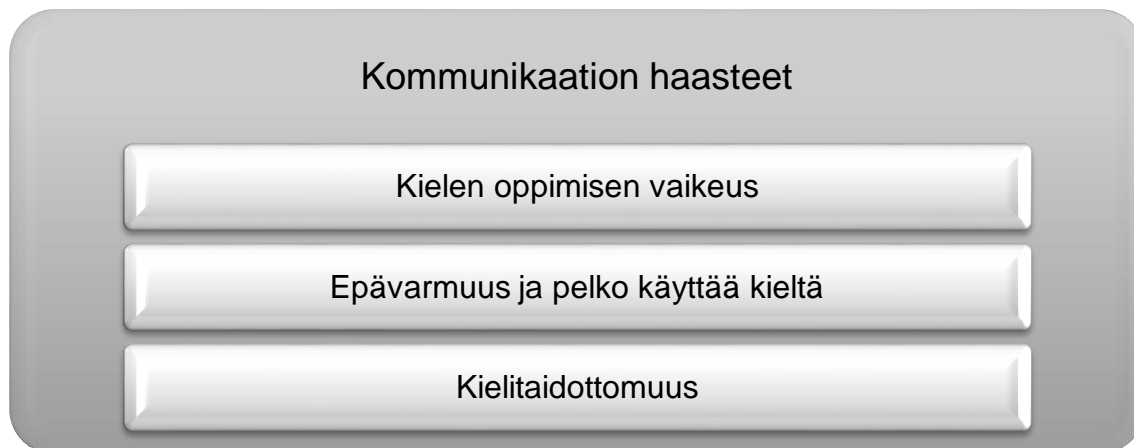 Kommunikaation haasteet
Kielen oppimisen vaikeus
Epävarmuus ja pelko käyttää kieltä
Kielitaidottomuus